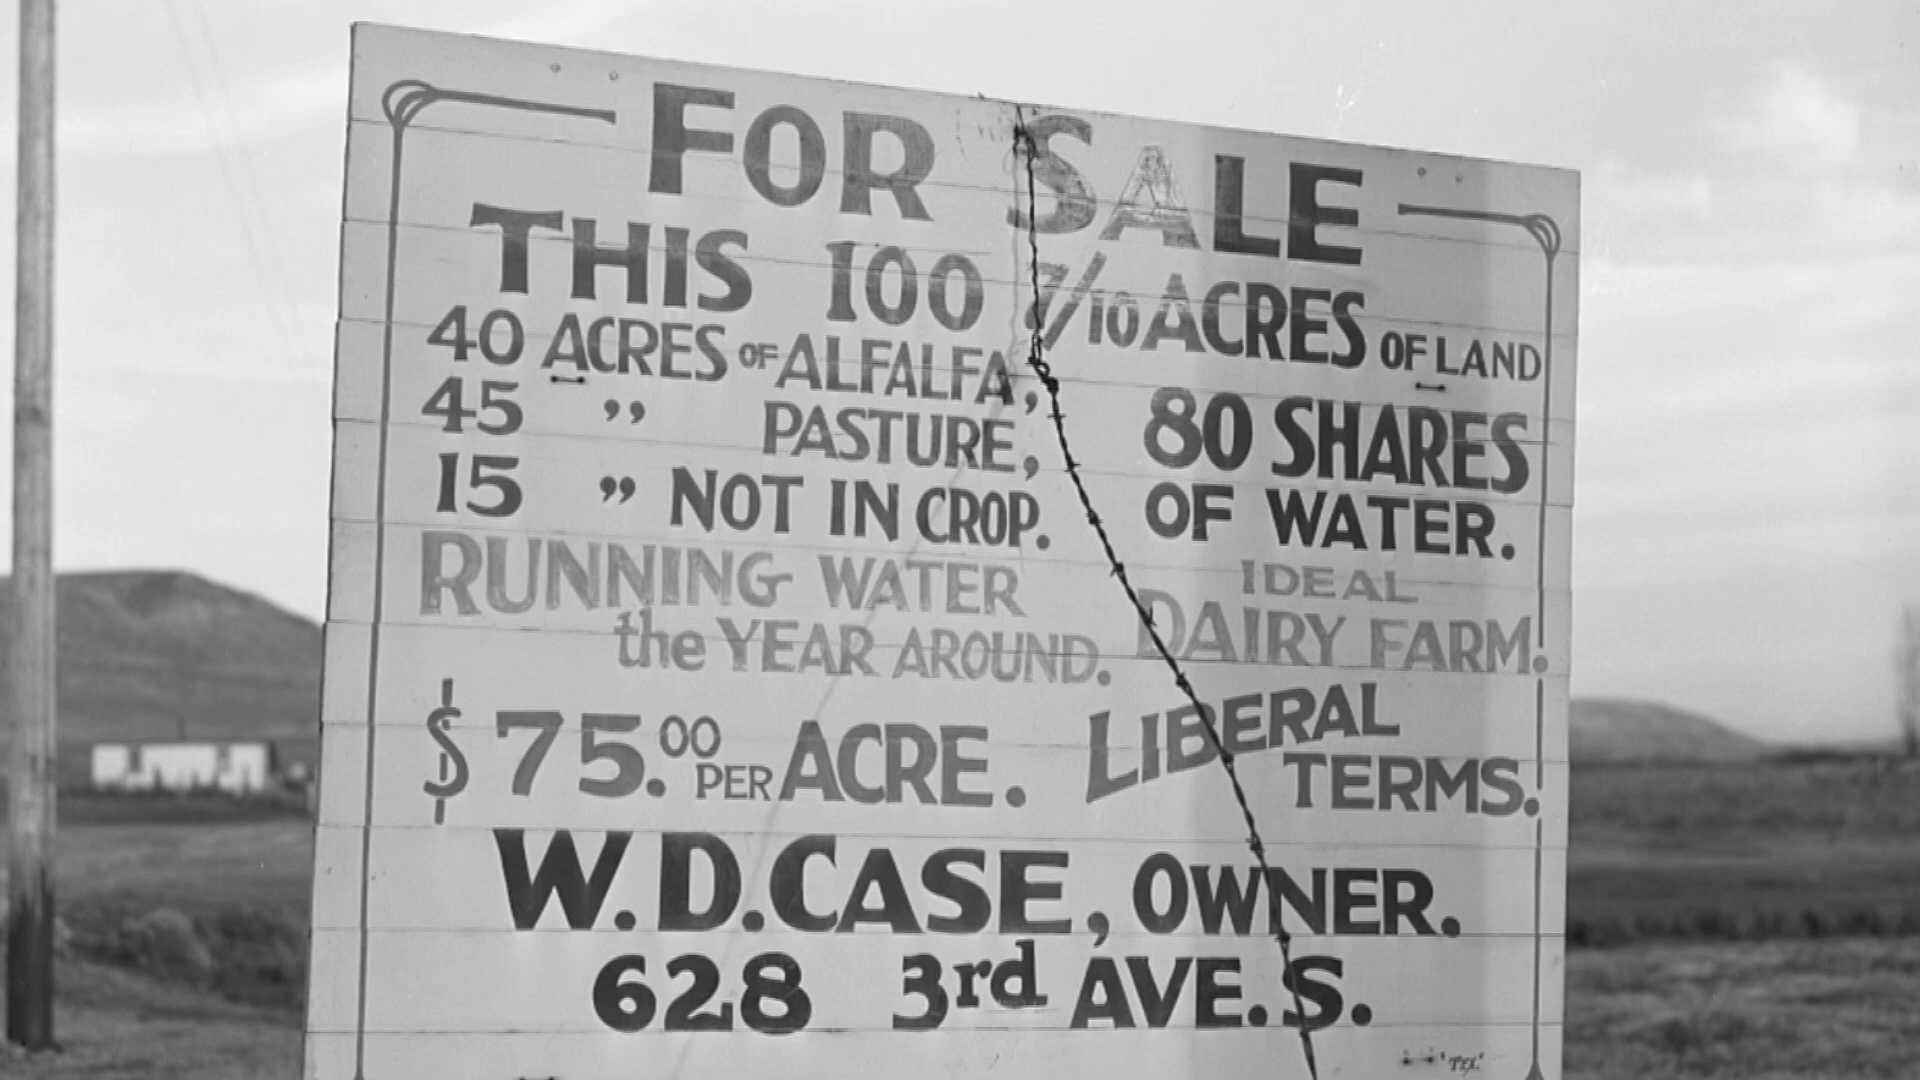 FOR SALE
THIS 100 7/10 ACRES OF LAND
40 ACRES OF ALFALFA,
45 " PASTURE,
15 " NOT IN CROP.
80 SHARES
OF WATER.
RUNNING WATER
the YEAR AROUND.
IDEAL
DAIRY FARM.
$75.00 PER ACRE.
LIBERAL
TERMS.
W.D.CASE, OWNER.
628 3rd AVE.S.
"TEX"